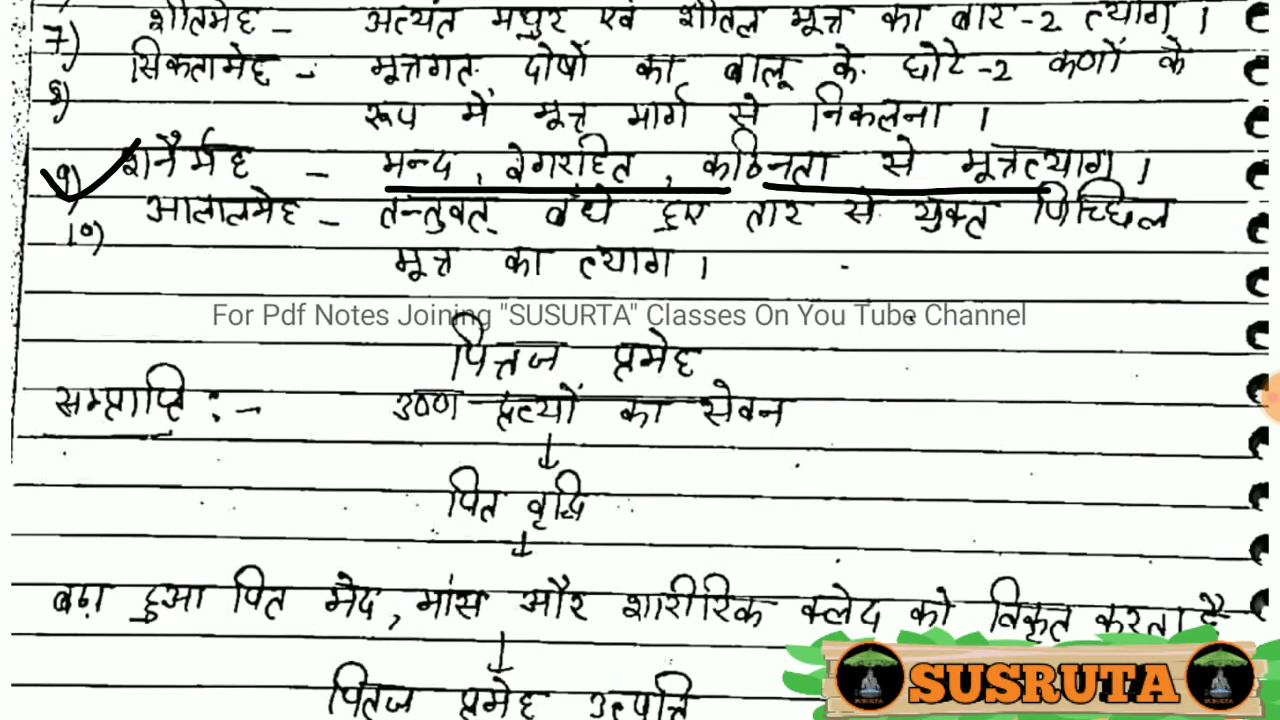 7) शीतमेह - अत्यंत मधुर एवं शीतल मूत्र का बार-2 त्याग ।
8) सिकतामेह - मूत्रगत दोषों का बालू के छोटे-2 कणों के
रूप में मूत्र मार्ग से निकलना ।
9) शनैर्मेह - मन्द, वेगरहित, कठिनता से मूत्रत्याग ।
10) आलालमेह - तन्तुवत् बंधे हुए तार से युक्त पिच्छिल
मूत्र का त्याग ।
For Pdf Notes Joining "SUSURTA" Classes On You Tube Channel
पित्तज प्रमेह
सम्प्राप्ति :- उष्ण द्रव्यों का सेवन
↓
पित वृद्धि
↓
बढ़ा हुआ पित मेद, मांस और शारीरिक क्लेद को विकृत करता है
↓
पितज प्रमेह उत्पत्ति
SUSRUTA